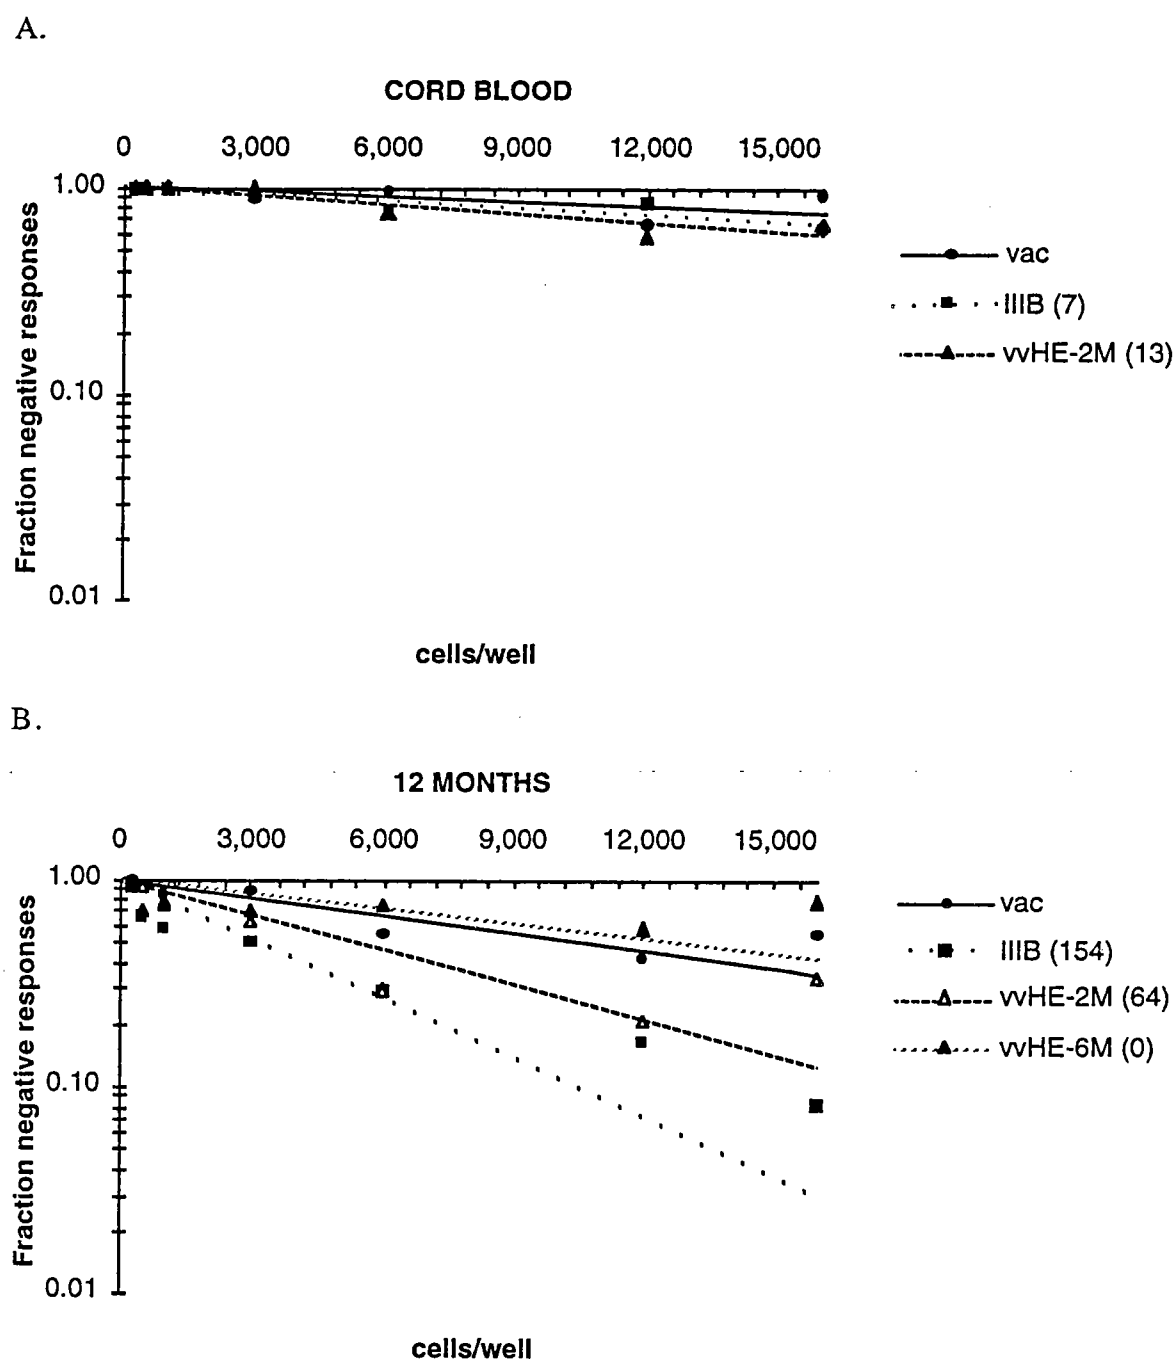 A.
CORD BLOOD
0 3,000 6,000 9,000 12,000 15,000
1.00
0.10
0.01
Fraction negative responses
cells/well
vac
IIIB (7)
vvHE-2M (13)
B.
12 MONTHS
0 3,000 6,000 9,000 12,000 15,000
1.00
0.10
0.01
Fraction negative responses
cells/well
vac
IIIB (154)
vvHE-2M (64)
vvHE-6M (0)